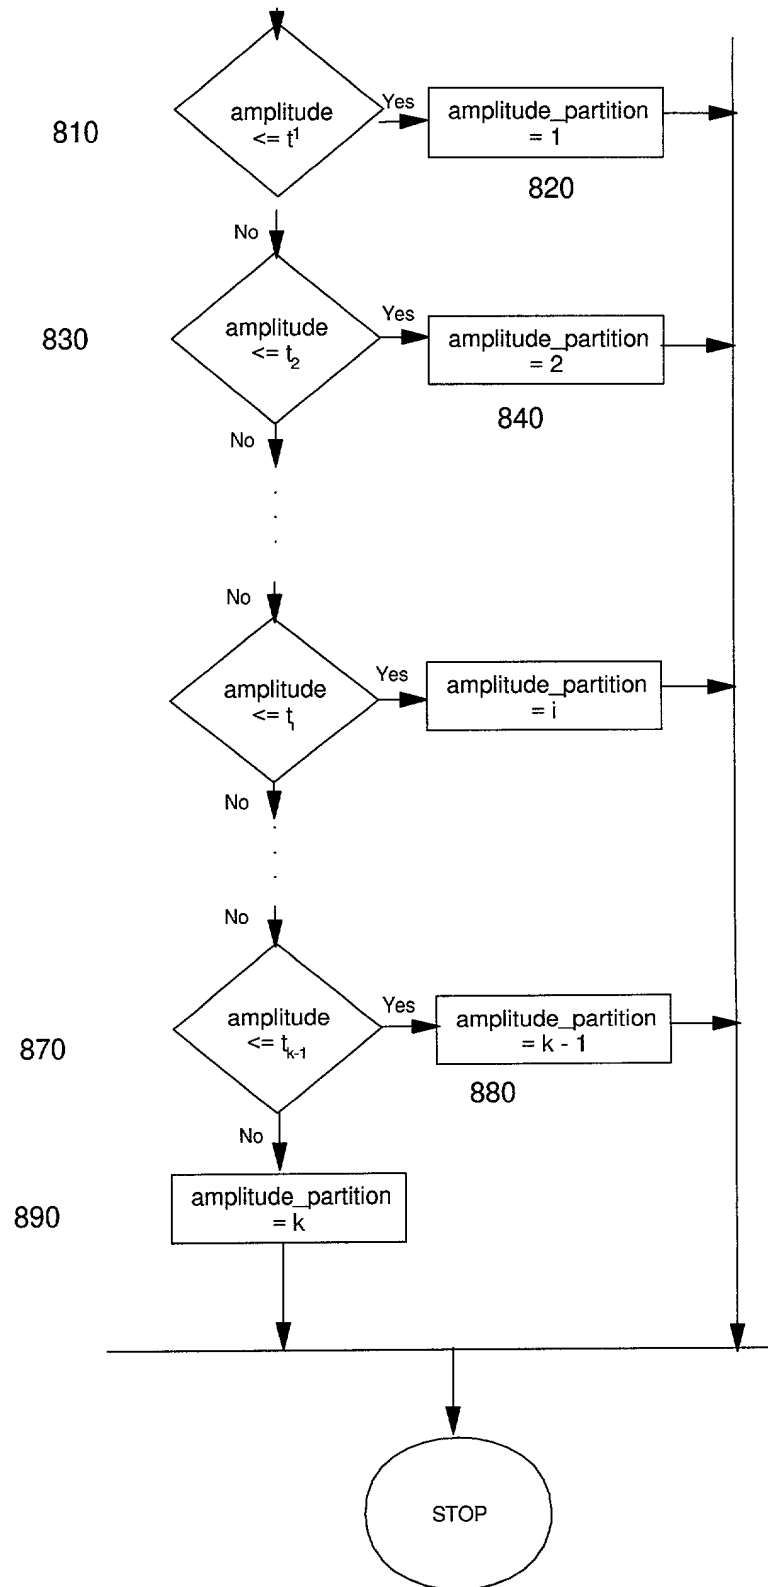 810
amplitude
<= t¹
Yes
amplitude_partition
= 1
820
No
830
amplitude
<= t₂
Yes
amplitude_partition
= 2
840
No
No
amplitude
<= tᵢ
Yes
amplitude_partition
= i
No
No
870
amplitude
<= tₖ₋₁
Yes
amplitude_partition
= k - 1
880
No
890
amplitude_partition
= k
STOP